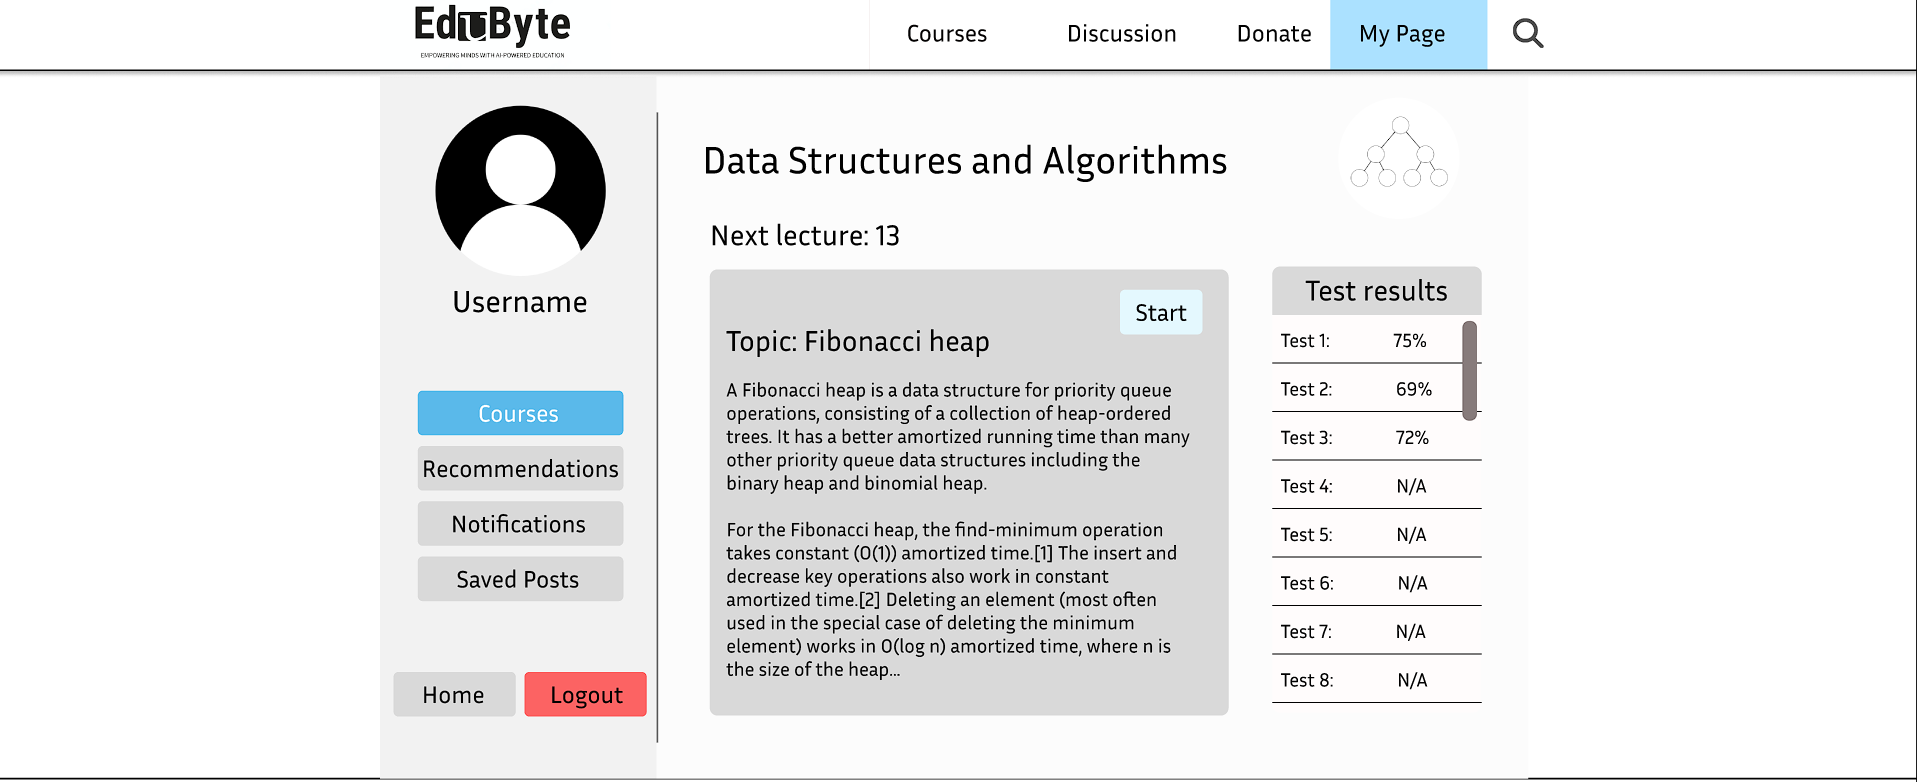 EduByte
EMPOWERING MINDS WITH AI-POWERED EDUCATION
Courses
Discussion
Donate
My Page
Username
Courses
Recommendations
Notifications
Saved Posts
Home
Logout
Data Structures and Algorithms
Next lecture: 13
Start
Topic: Fibonacci heap
A Fibonacci heap is a data structure for priority queue
operations, consisting of a collection of heap-ordered
trees. It has a better amortized running time than many
other priority queue data structures including the
binary heap and binomial heap.
For the Fibonacci heap, the find-minimum operation
takes constant (O(1)) amortized time.[1] The insert and
decrease key operations also work in constant
amortized time.[2] Deleting an element (most often
used in the special case of deleting the minimum
element) works in O(log n) amortized time, where n is
the size of the heap...
Test results
Test 1: 75%
Test 2: 69%
Test 3: 72%
Test 4: N/A
Test 5: N/A
Test 6: N/A
Test 7: N/A
Test 8: N/A